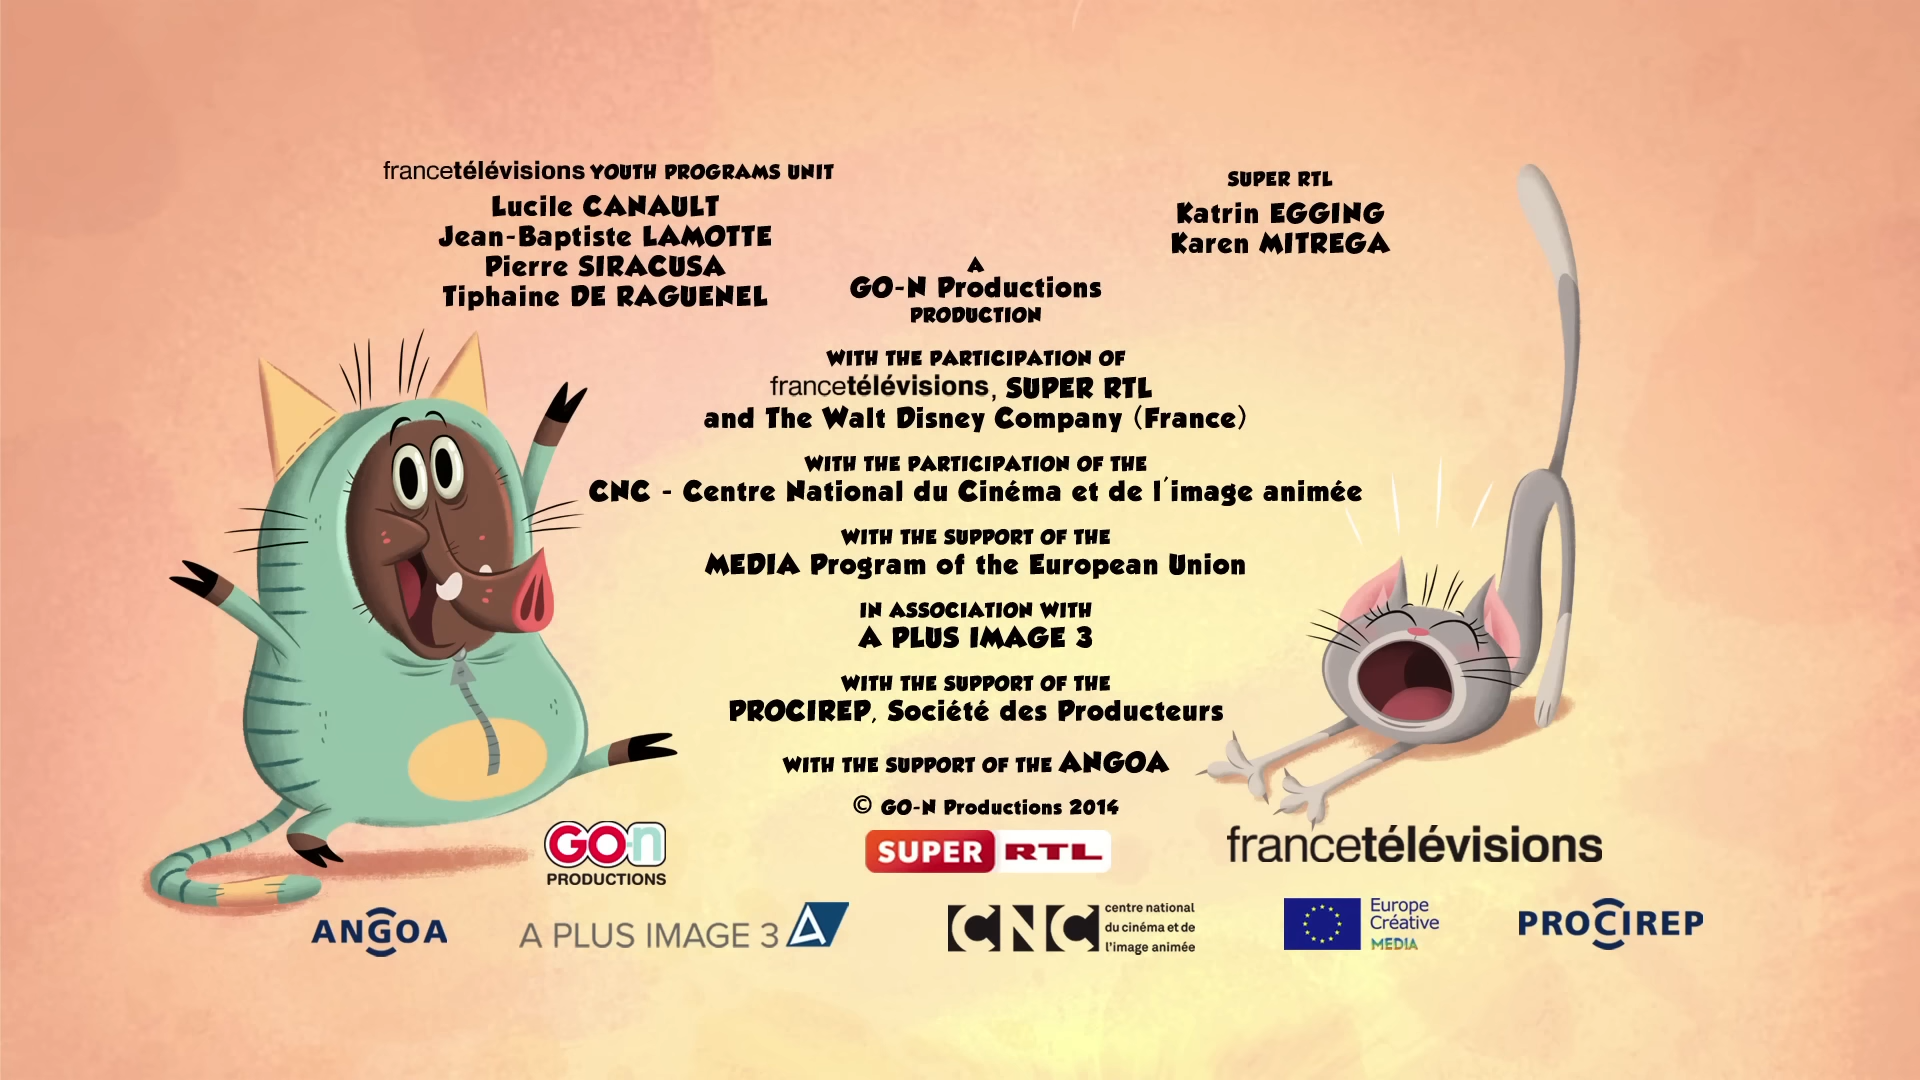 francetélévisions YOUTH PROGRAMS UNIT
Lucile CANAULT
Jean-Baptiste LAMOTTE
Pierre SIRACUSA
Tiphaine DE RAGUENEL
SUPER RTL
Katrin EGGING
Karen MITREGA
A
GO-N Productions
PRODUCTION
WITH THE PARTICIPATION OF
francetélévisions, SUPER RTL
and The Walt Disney Company (France)
WITH THE PARTICIPATION OF THE
CNC - Centre National du Cinéma et de l'image animée
WITH THE SUPPORT OF THE
MEDIA Program of the European Union
IN ASSOCIATION WITH
A PLUS IMAGE 3
WITH THE SUPPORT OF THE
PROCIREP, Société des Producteurs
WITH THE SUPPORT OF THE ANGOA
© GO-N Productions 2014
GO-n
PRODUCTIONS
SUPER RTL
francetélévisions
ANGOA
A PLUS IMAGE 3
CNC
centre national
du cinéma et de
l'image animée
Europe
Créative
MEDIA
PROCIREP